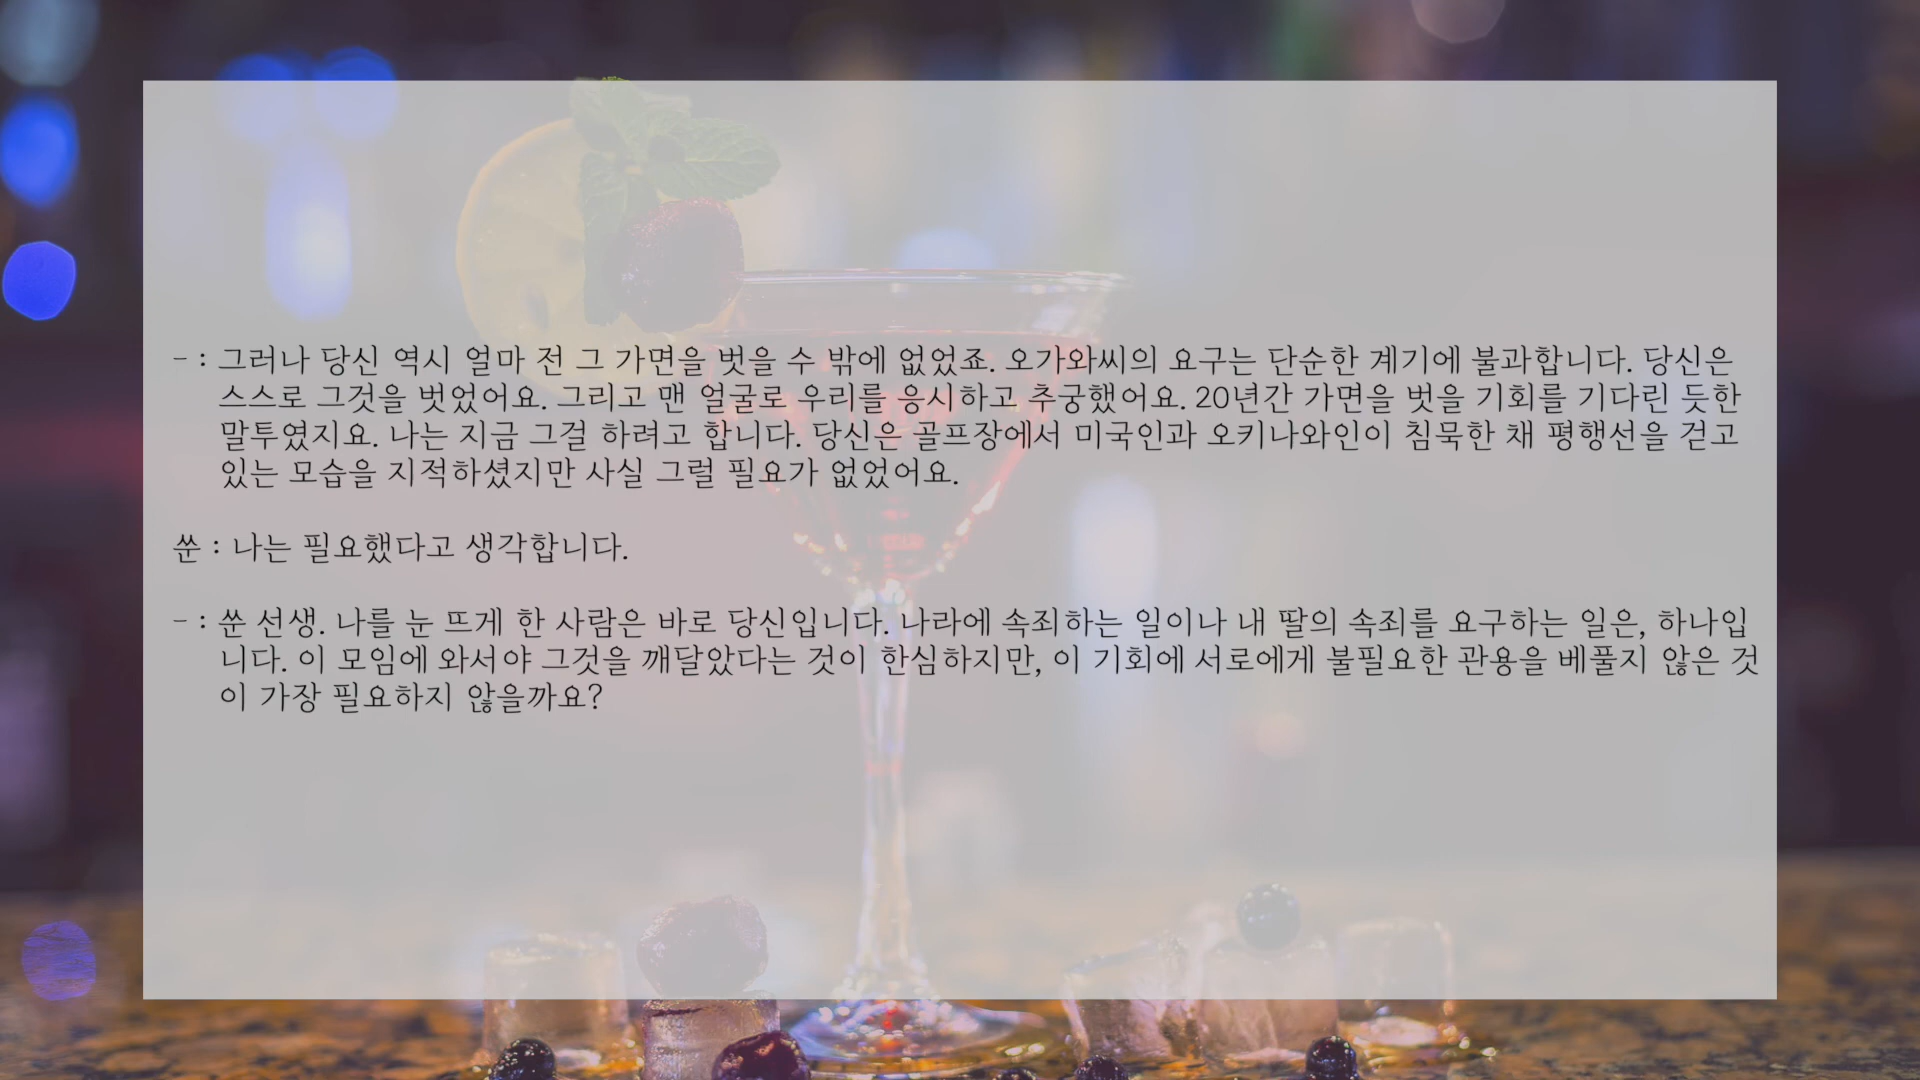 - : 그러나 당신 역시 얼마 전 그 가면을 벗을 수 밖에 없었죠. 오가와씨의 요구는 단순한 계기에 불과합니다. 당신은
스스로 그것을 벗었어요. 그리고 맨 얼굴로 우리를 응시하고 추궁했어요. 20년간 가면을 벗을 기회를 기다린 듯한
말투였지요. 나는 지금 그걸 하려고 합니다. 당신은 골프장에서 미국인과 오키나와인이 침묵한 채 평행선을 걷고
있는 모습을 지적하셨지만 사실 그럴 필요가 없었어요.
쑨 : 나는 필요했다고 생각합니다.
- : 쑨 선생. 나를 눈 뜨게 한 사람은 바로 당신입니다. 나라에 속죄하는 일이나 내 딸의 속죄를 요구하는 일은, 하나입
니다. 이 모임에 와서야 그것을 깨달았다는 것이 한심하지만, 이 기회에 서로에게 불필요한 관용을 베풀지 않은 것
이 가장 필요하지 않을까요?